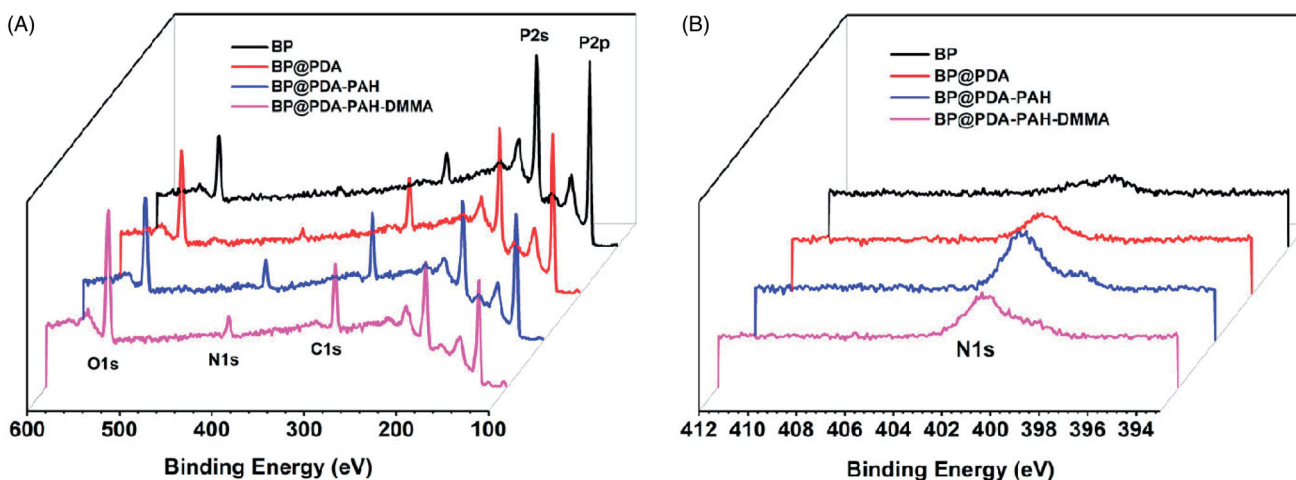 (A)
BP
BP@PDA
BP@PDA-PAH
BP@PDA-PAH-DMMA
P2s
P2p
O1s
N1s
C1s
600
500
400
300
200
100
Binding Energy (eV)
(B)
BP
BP@PDA
BP@PDA-PAH
BP@PDA-PAH-DMMA
N1s
412
410
408
406
404
402
400
398
396
394
Binding Energy (eV)